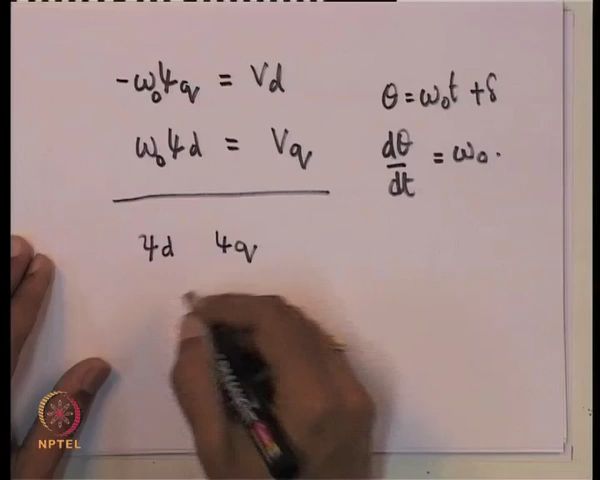 -ω₀ψq = Vd
ω₀ψd = Vq
θ = ω₀t + δ
dθ/dt = ω₀.
ψd ψq
NPTEL